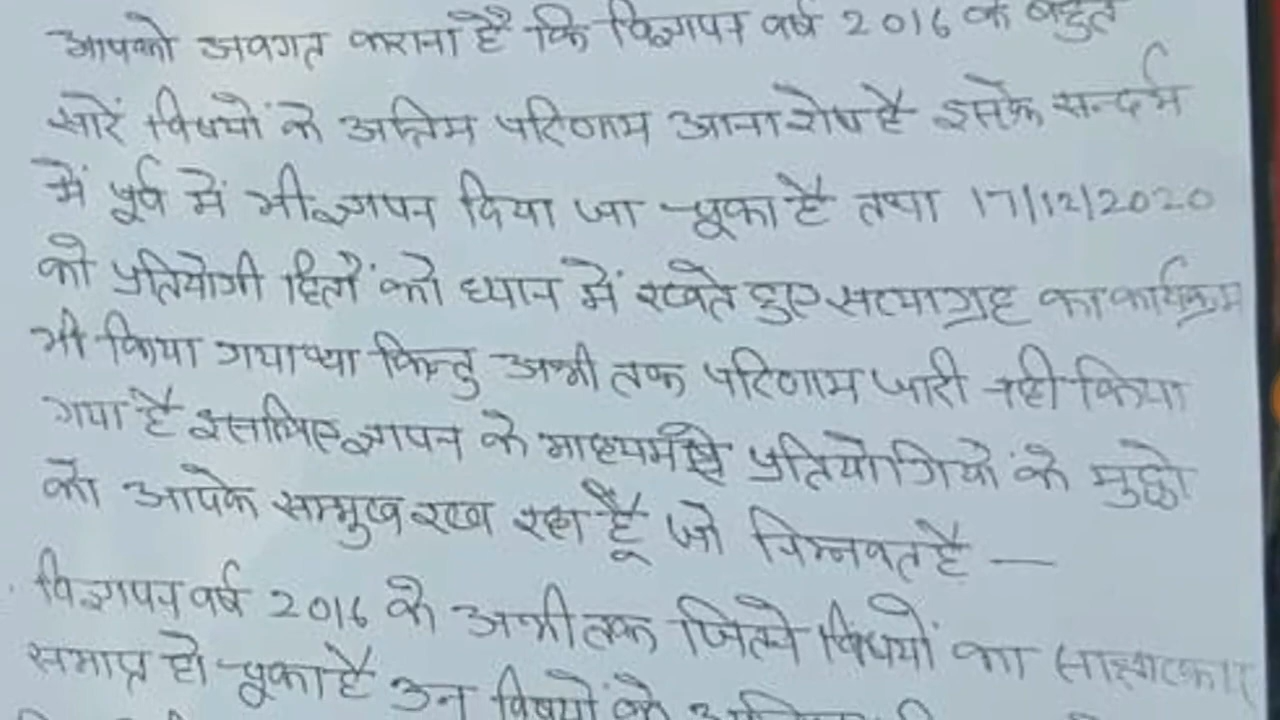 आपको अवगत कराना है कि विज्ञापन वर्ष 2016 के बहुत
सारें विषयों के अन्तिम परिणाम आना शेष है इसके सन्दर्भ
में पूर्व में भी ज्ञापन दिया जा चूका है तथा 17/12/2020
को प्रतियोगी हितों को ध्यान में रखते हुए सत्याग्रह का कार्यक्रम
भी किया गया था किन्तु अभी तक परिणाम जारी नही किया
गया है इसलिए ज्ञापन के माध्यम से प्रतियोगियों के मुद्दो
को आपके सम्मुख रख रहा हूँ जो निम्नवत है —
विज्ञापन वर्ष 2016 के अभी तक जितने विषयों का साक्षात्कार
समाप्त हो चूका है उन विषयों के